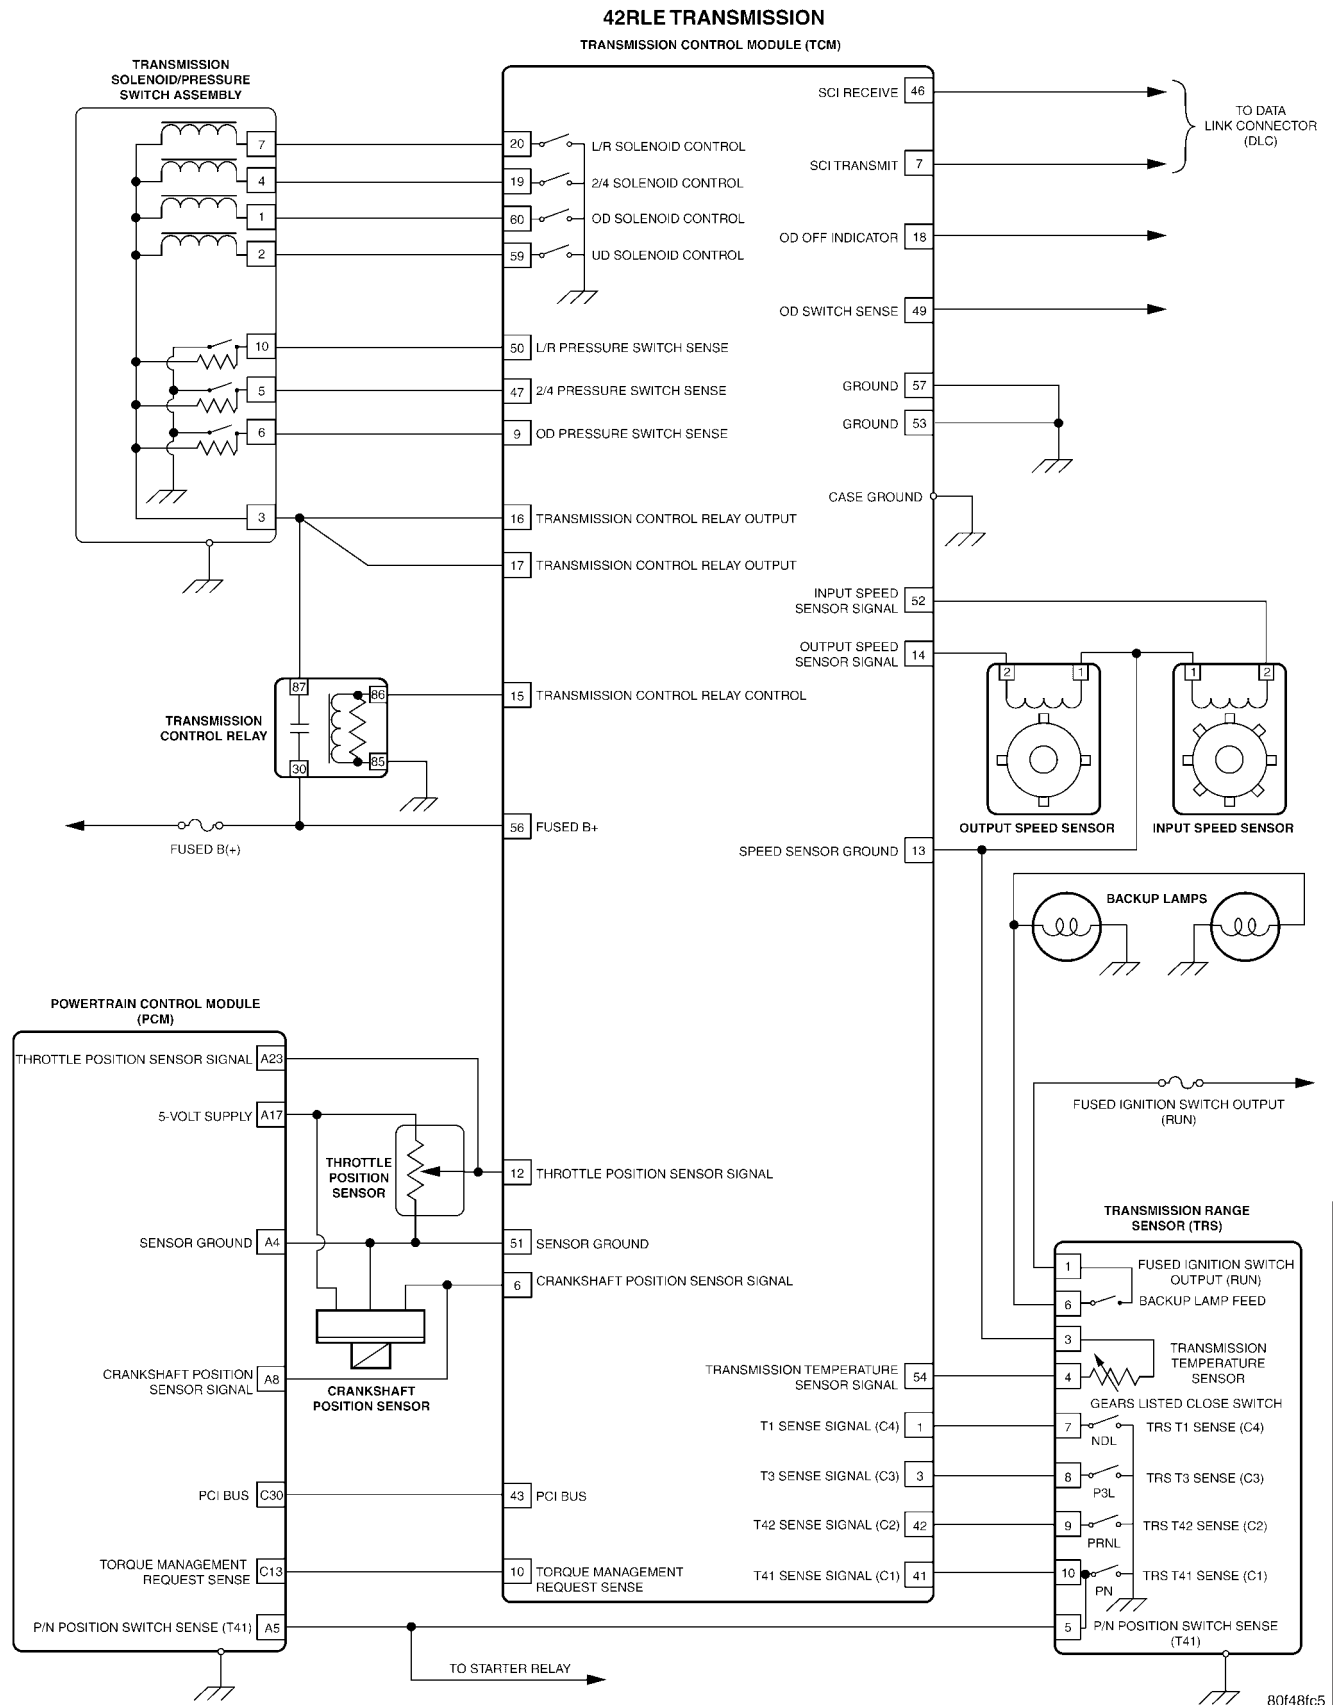 42RLE TRANSMISSION
TRANSMISSION CONTROL MODULE (TCM)
TRANSMISSION
SOLENOID/PRESSURE
SWITCH ASSEMBLY
7
4
1
2
10
5
6
3
20 L/R SOLENOID CONTROL
19 2/4 SOLENOID CONTROL
60 OD SOLENOID CONTROL
59 UD SOLENOID CONTROL
50 L/R PRESSURE SWITCH SENSE
47 2/4 PRESSURE SWITCH SENSE
9 OD PRESSURE SWITCH SENSE
16 TRANSMISSION CONTROL RELAY OUTPUT
17 TRANSMISSION CONTROL RELAY OUTPUT
15 TRANSMISSION CONTROL RELAY CONTROL
56 FUSED B+
SCI RECEIVE 46
SCI TRANSMIT 7
TO DATA
LINK CONNECTOR
(DLC)
OD OFF INDICATOR 18
OD SWITCH SENSE 49
GROUND 57
GROUND 53
CASE GROUND
INPUT SPEED
SENSOR SIGNAL 52
OUTPUT SPEED
SENSOR SIGNAL 14
2 1
1 2
OUTPUT SPEED SENSOR
INPUT SPEED SENSOR
SPEED SENSOR GROUND 13
87
86
30
85
TRANSMISSION
CONTROL RELAY
FUSED B(+)
BACKUP LAMPS
FUSED IGNITION SWITCH OUTPUT
(RUN)
POWERTRAIN CONTROL MODULE
(PCM)
THROTTLE POSITION SENSOR SIGNAL A23
5-VOLT SUPPLY A17
THROTTLE
POSITION
SENSOR
12 THROTTLE POSITION SENSOR SIGNAL
SENSOR GROUND A4
51 SENSOR GROUND
6 CRANKSHAFT POSITION SENSOR SIGNAL
CRANKSHAFT POSITION
SENSOR SIGNAL A8
CRANKSHAFT
POSITION SENSOR
PCI BUS C30
43 PCI BUS
TORQUE MANAGEMENT
REQUEST SENSE C13
10 TORQUE MANAGEMENT
REQUEST SENSE
P/N POSITION SWITCH SENSE (T41) A5
TO STARTER RELAY
TRANSMISSION TEMPERATURE
SENSOR SIGNAL 54
T1 SENSE SIGNAL (C4) 1
T3 SENSE SIGNAL (C3) 3
T42 SENSE SIGNAL (C2) 42
T41 SENSE SIGNAL (C1) 41
TRANSMISSION RANGE
SENSOR (TRS)
1 FUSED IGNITION SWITCH
OUTPUT (RUN)
6 BACKUP LAMP FEED
3
4
TRANSMISSION
TEMPERATURE
SENSOR
GEARS LISTED CLOSE SWITCH
7 TRS T1 SENSE (C4)
NDL
8 TRS T3 SENSE (C3)
P3L
9 TRS T42 SENSE (C2)
PRNL
10 TRS T41 SENSE (C1)
PN
5 P/N POSITION SWITCH SENSE
(T41)
80f48fc5